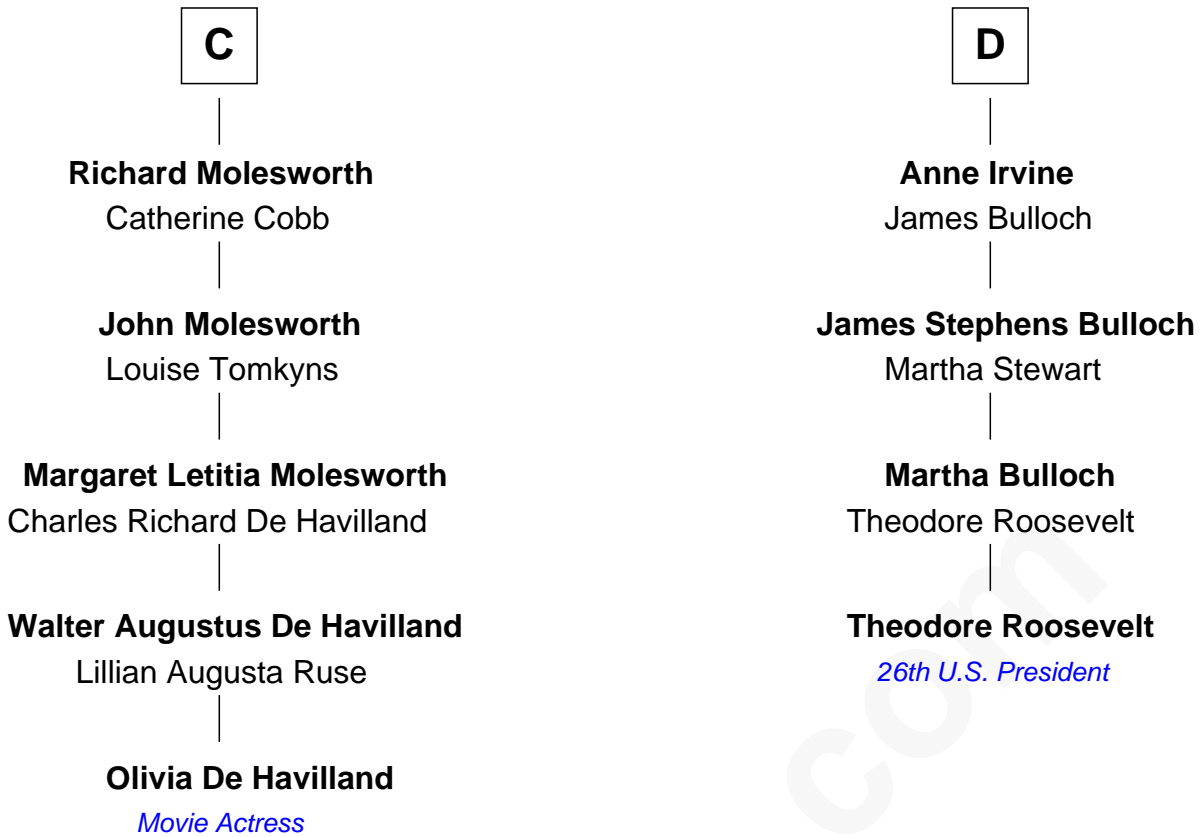 C
Richard Molesworth
Catherine Cobb
John Molesworth
Louise Tomkyns
Margaret Letitia Molesworth
Charles Richard De Havilland
Walter Augustus De Havilland
Lillian Augusta Ruse
Olivia De Havilland
Movie Actress
D
Anne Irvine
James Bulloch
James Stephens Bulloch
Martha Stewart
Martha Bulloch
Theodore Roosevelt
Theodore Roosevelt
26th U.S. President
com